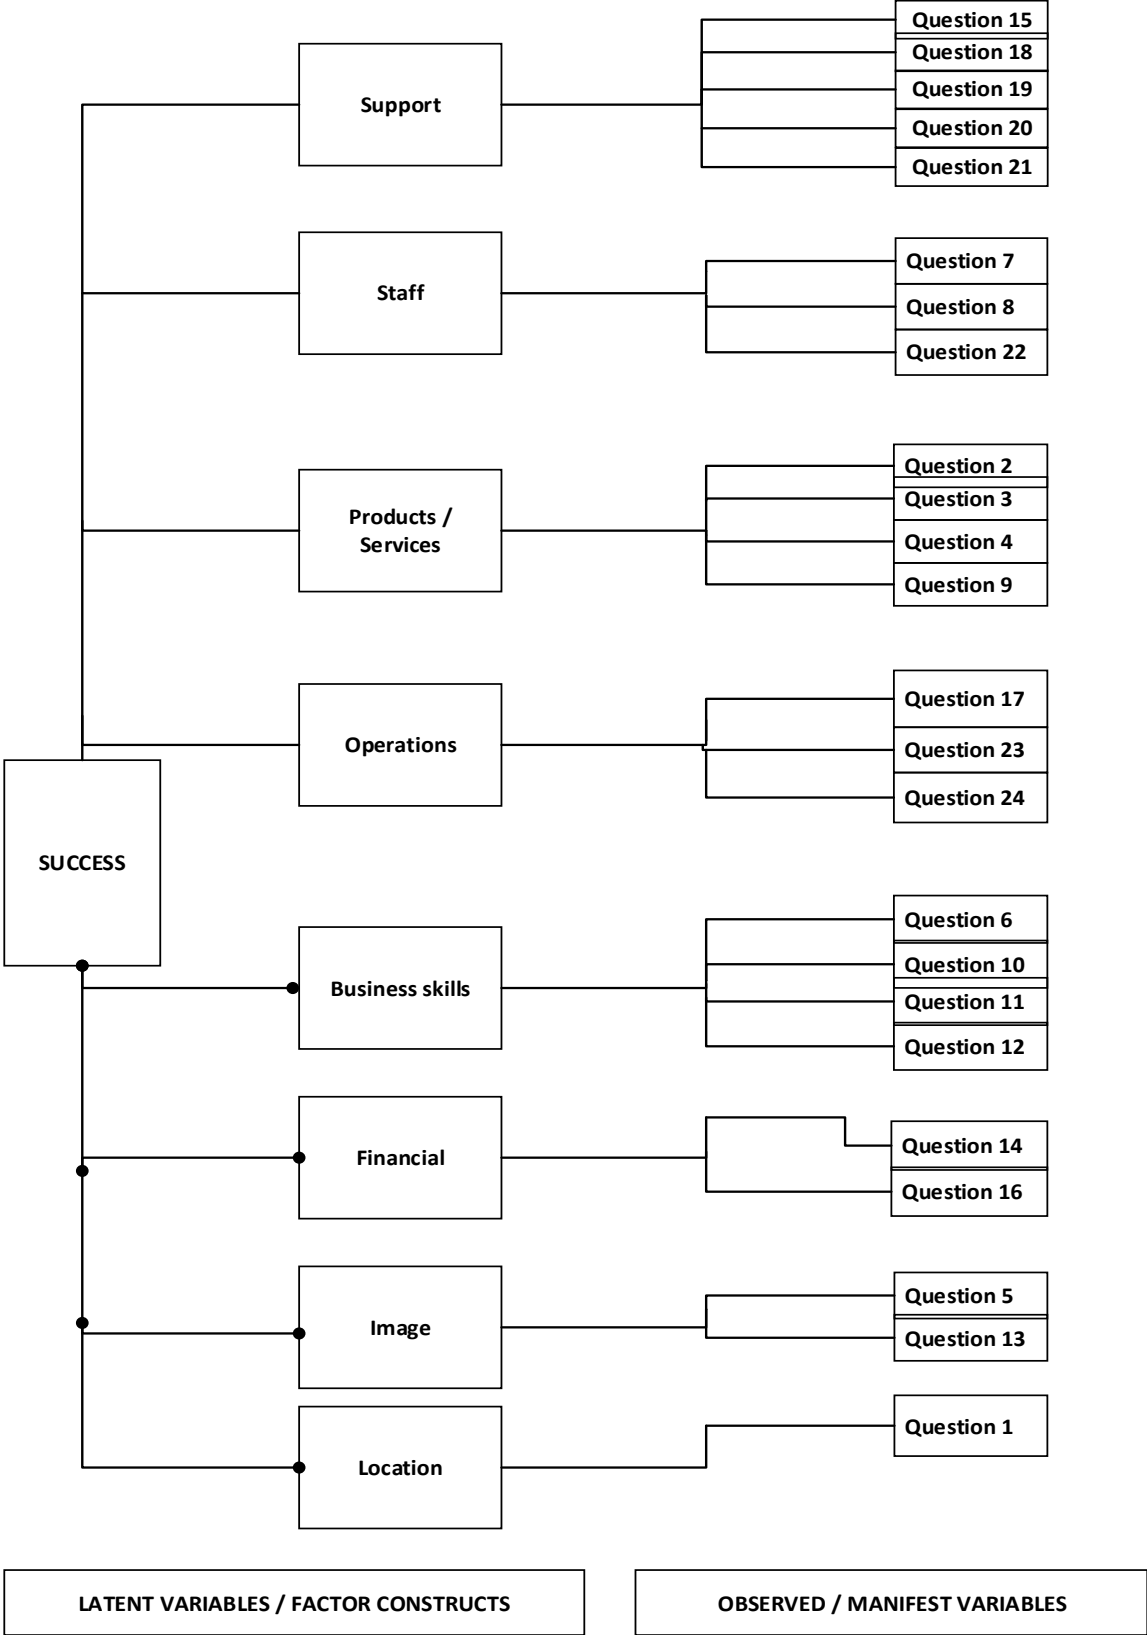 Support
Question 15
Question 18
Question 19
Question 20
Question 21
Staff
Question 7
Question 8
Question 22
Products /
Services
Question 2
Question 3
Question 4
Question 9
Operations
Question 17
Question 23
Question 24
SUCCESS
Business skills
Question 6
Question 10
Question 11
Question 12
Financial
Question 14
Question 16
Image
Question 5
Question 13
Location
Question 1
LATENT VARIABLES / FACTOR CONSTRUCTS
OBSERVED / MANIFEST VARIABLES